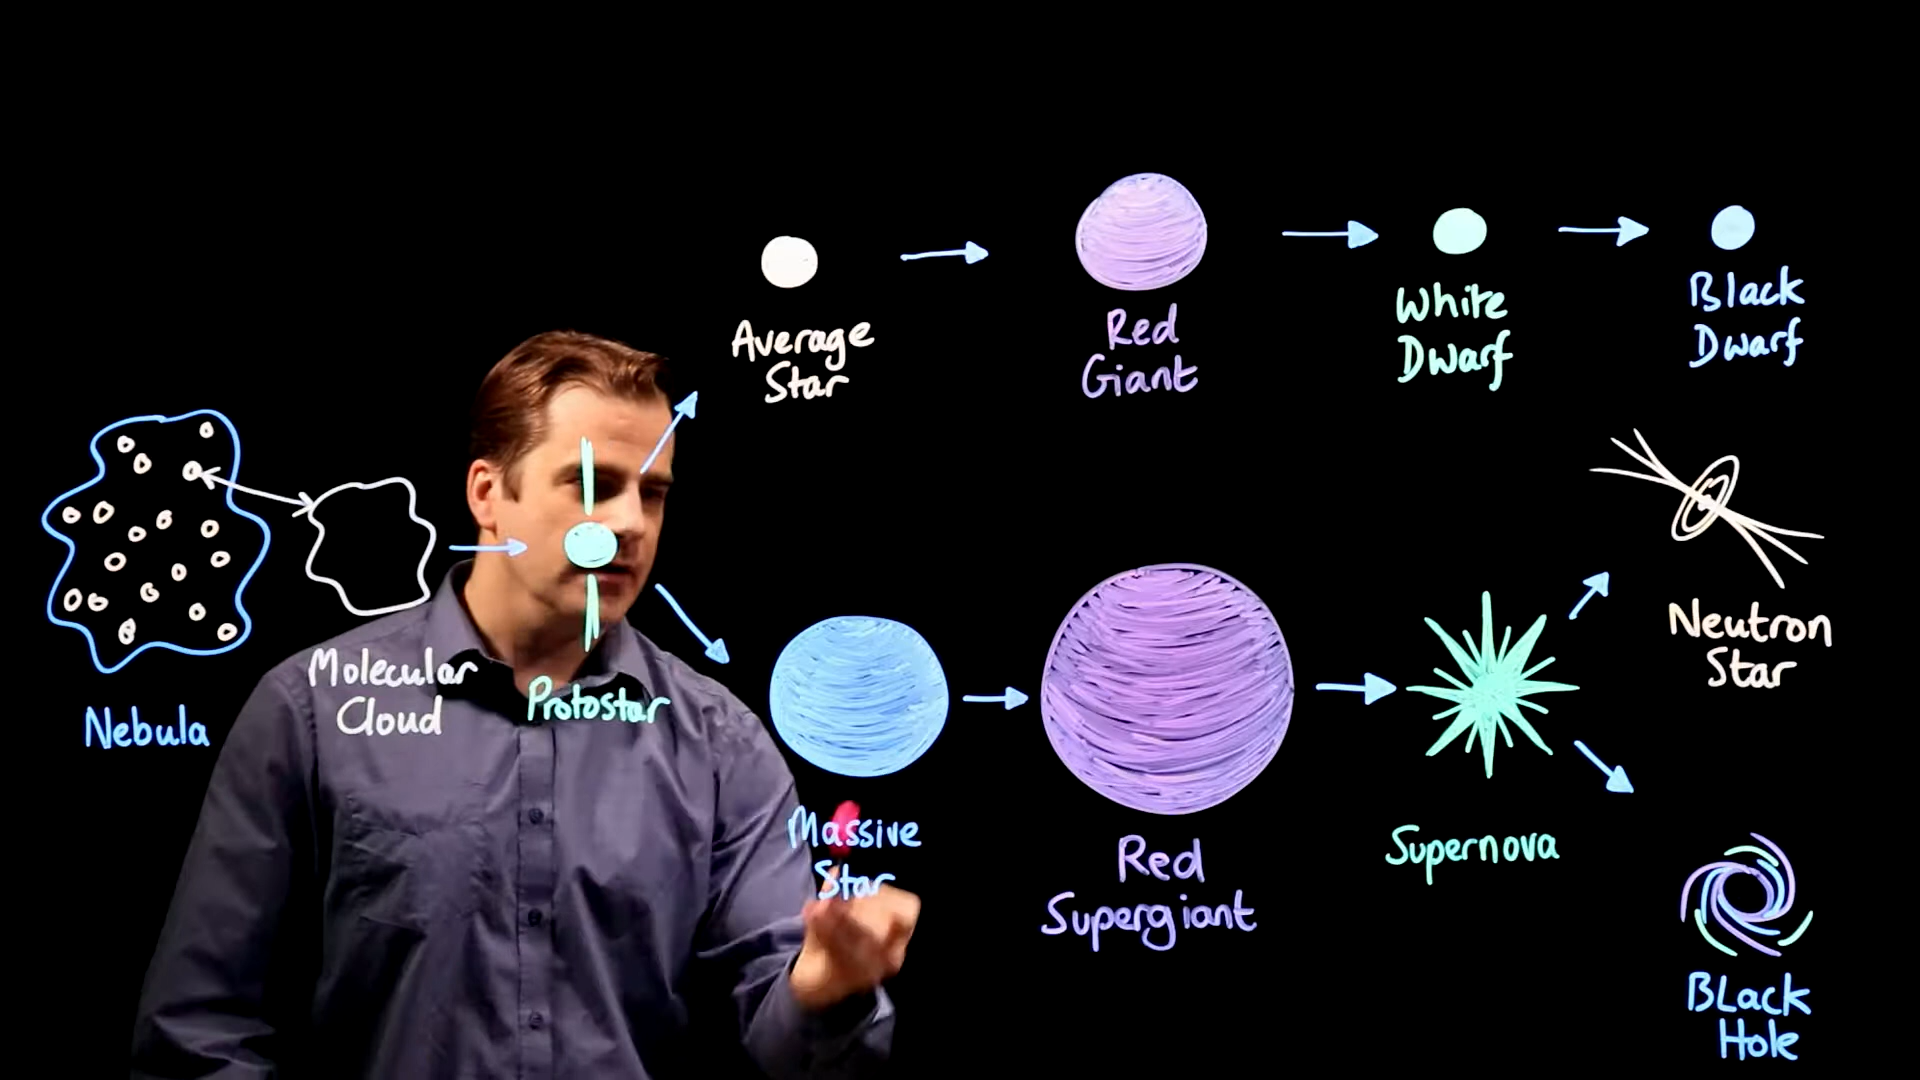 Nebula
Molecular
Cloud
Protostar
Average
Star
Red
Giant
White
Dwarf
Black
Dwarf
Massive
Star
Red
Supergiant
Supernova
Neutron
Star
BLack
Hole